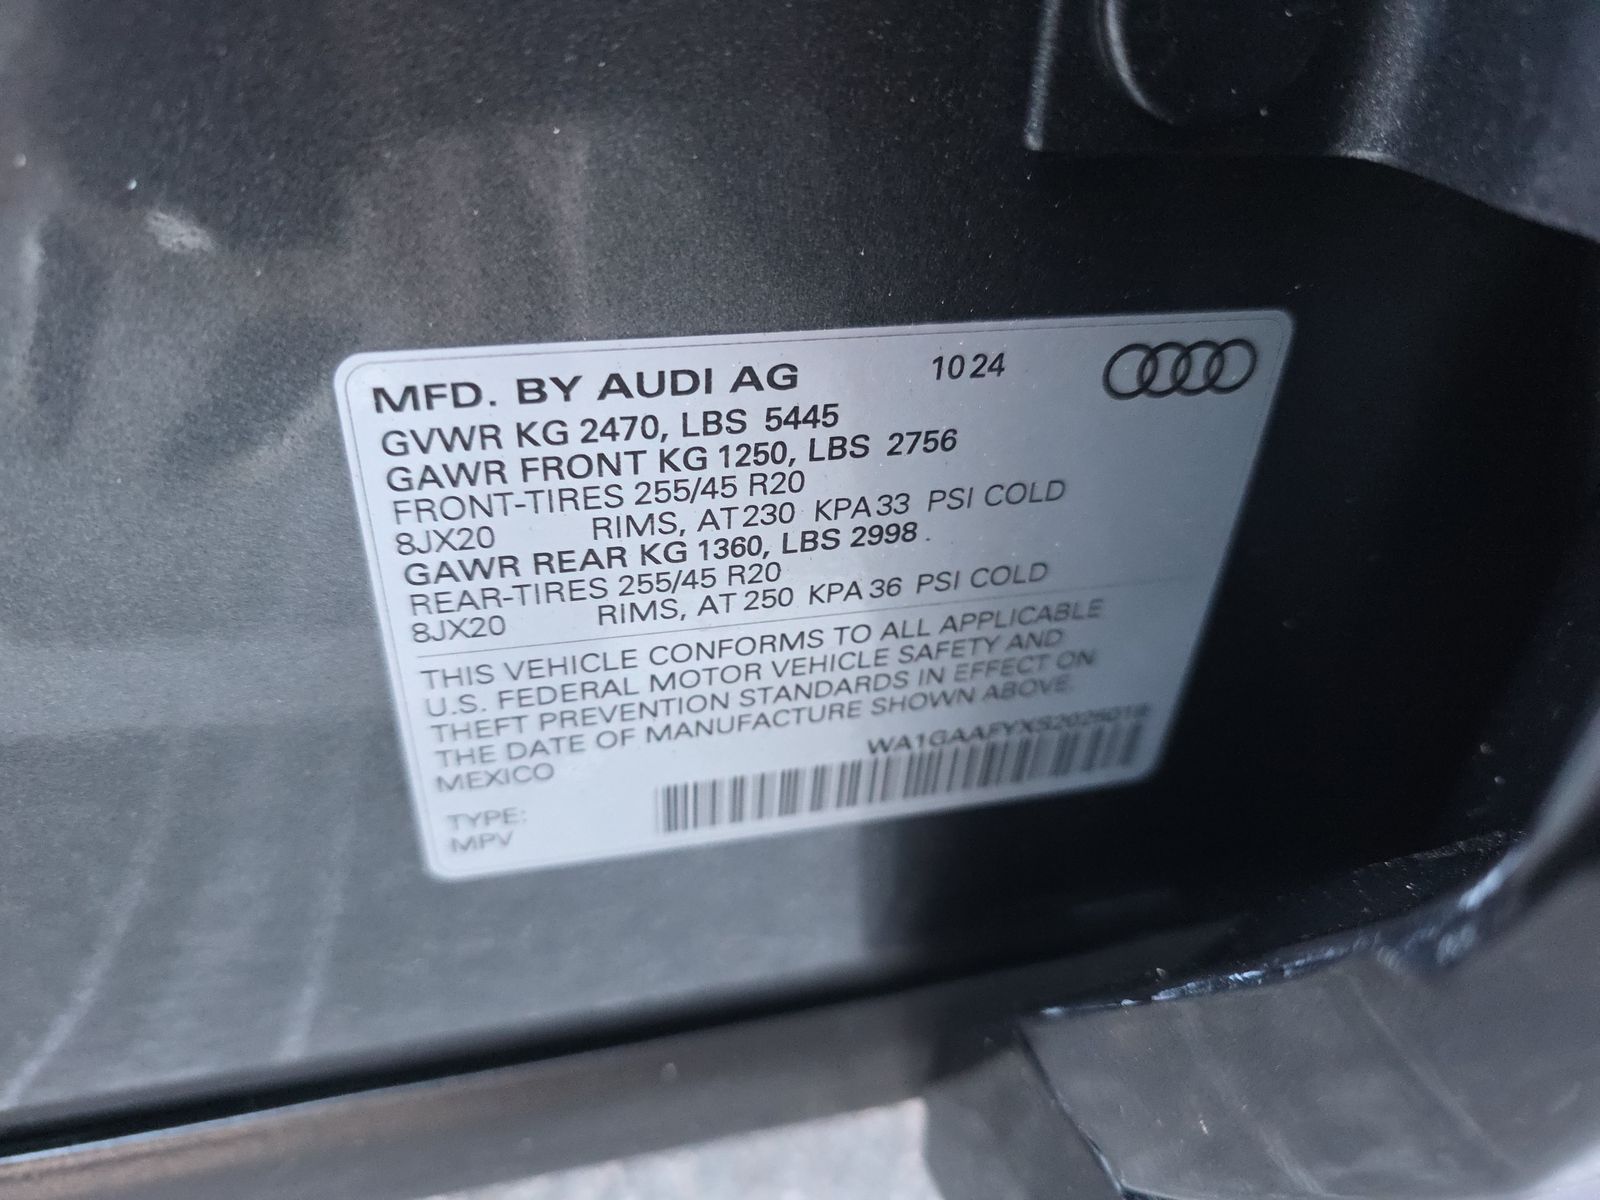 MFD. BY AUDI AG 10 24
GVWR KG 2470, LBS 5445
GAWR FRONT KG 1250, LBS 2756
FRONT-TIRES 255/45 R20
8JX20 RIMS, AT 230 KPA 33 PSI COLD
GAWR REAR KG 1360, LBS 2998
REAR-TIRES 255/45 R20
8JX20 RIMS, AT 250 KPA 36 PSI COLD
THIS VEHICLE CONFORMS TO ALL APPLICABLE
U.S. FEDERAL MOTOR VEHICLE SAFETY AND
THEFT PREVENTION STANDARDS IN EFFECT ON
THE DATE OF MANUFACTURE SHOWN ABOVE.
MEXICO
TYPE:
MPV